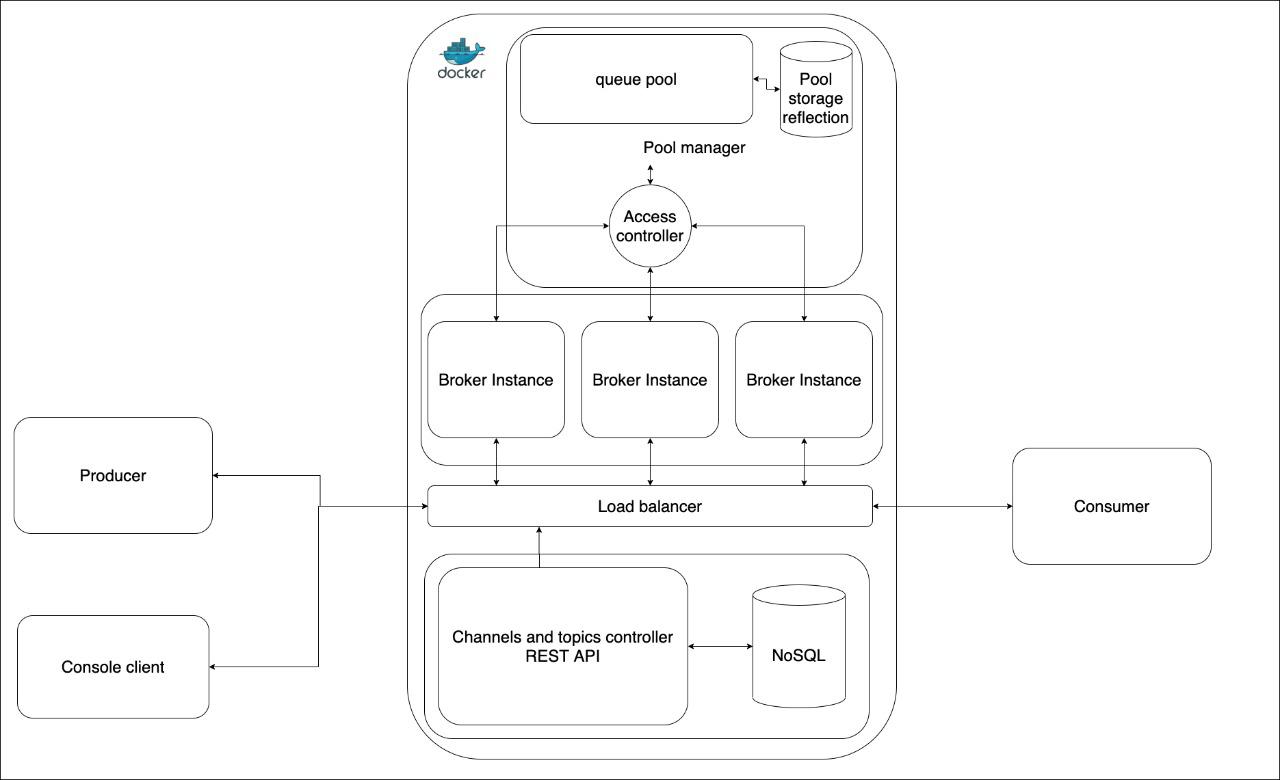 docker
queue pool
Pool
storage
reflection
Pool manager
Access
controller
Broker Instance
Broker Instance
Broker Instance
Producer
Load balancer
Consumer
Console client
Channels and topics controller
REST API
NoSQL